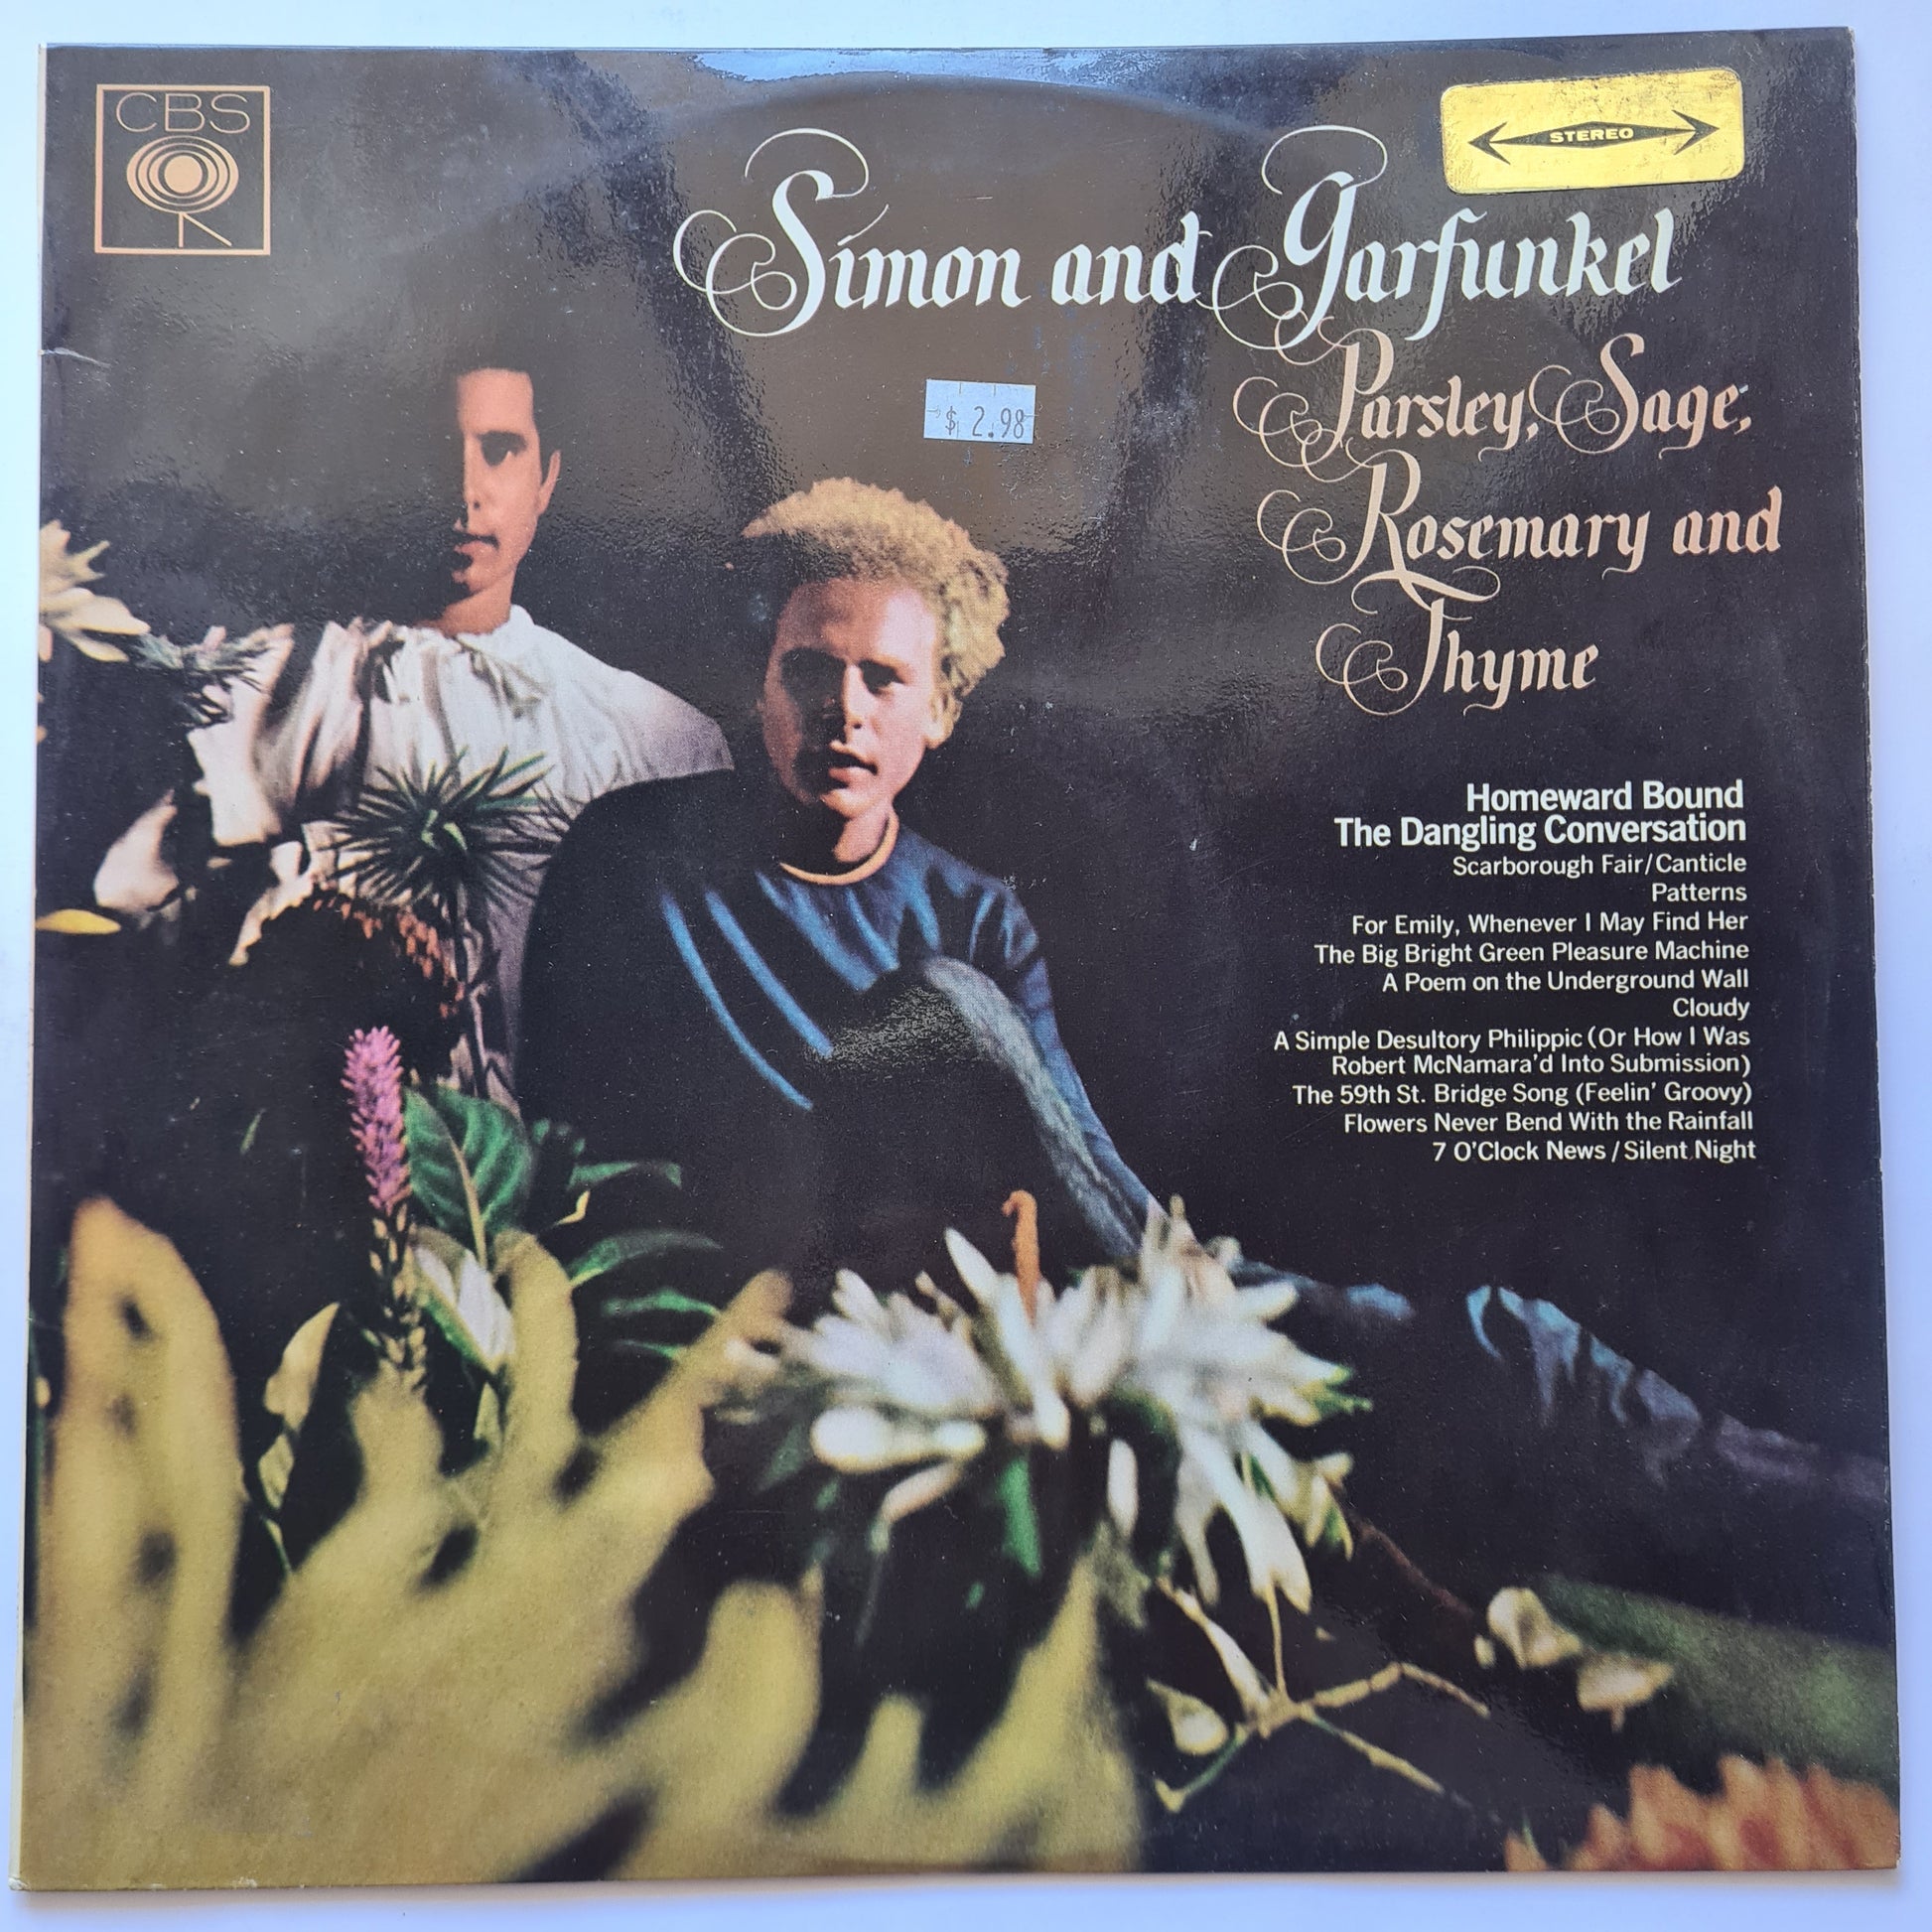 CBS
STEREO
Simon and Garfunkel
Parsley, Sage,
Rosemary and
Thyme
$ 2.98
Homeward Bound
The Dangling Conversation
Scarborough Fair/Canticle
Patterns
For Emily, Whenever I May Find Her
The Big Bright Green Pleasure Machine
A Poem on the Underground Wall
Cloudy
A Simple Desultory Philippic (Or How I Was
Robert McNamara'd Into Submission)
The 59th St. Bridge Song (Feelin' Groovy)
Flowers Never Bend With the Rainfall
7 O'Clock News / Silent Night